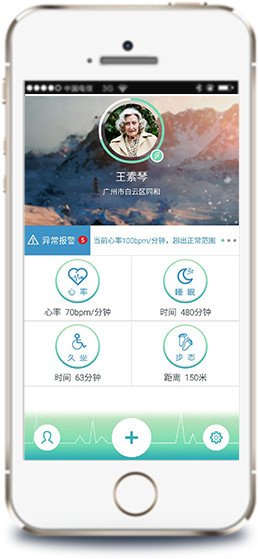 中国电信 3G
王素琴
广州市白云区同和
异常报警 5 当前心率100bpm/分钟，超出正常范围
心率 睡眠
心率 70bpm/分钟 时间 480分钟
久坐 步态
时间 63分钟 距离 150米